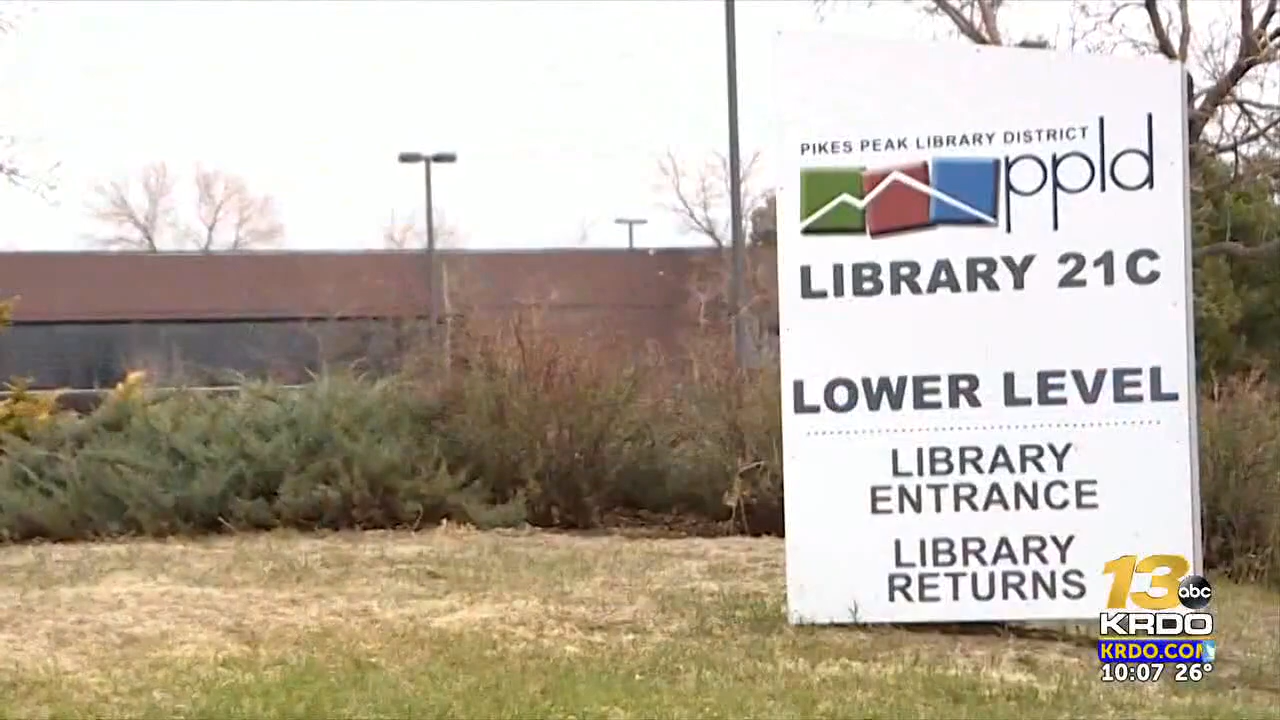 PIKES PEAK LIBRARY DISTRICT
ppld
LIBRARY 21C
LOWER LEVEL
LIBRARY
ENTRANCE
LIBRARY
RETURNS
13 abc
KRDO
KRDO.COM
10:07 26°